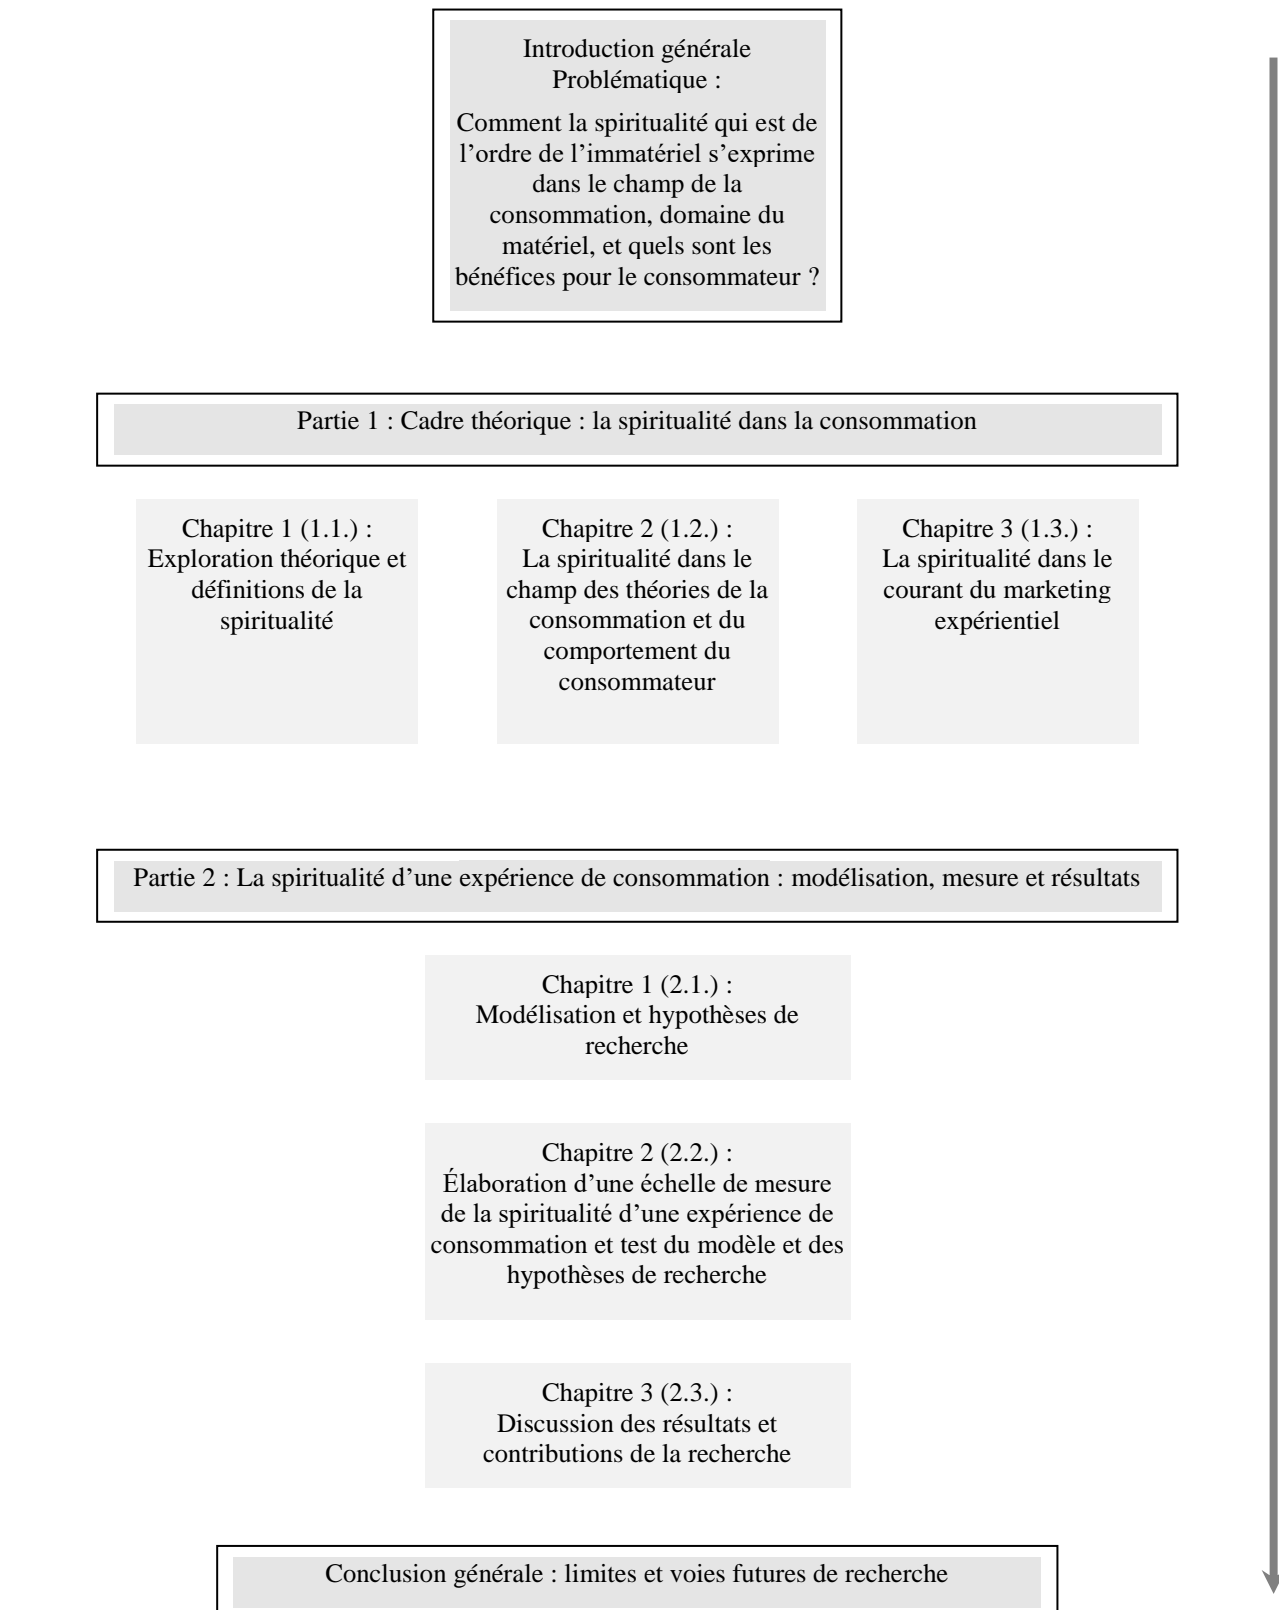 Introduction générale
Problématique :
Comment la spiritualité qui est de
l’ordre de l’immatériel s’exprime
dans le champ de la
consommation, domaine du
matériel, et quels sont les
bénéfices pour le consommateur ?
Partie 1 : Cadre théorique : la spiritualité dans la consommation
Chapitre 1 (1.1.) :
Exploration théorique et
définitions de la
spiritualité
Chapitre 2 (1.2.) :
La spiritualité dans le
champ des théories de la
consommation et du
comportement du
consommateur
Chapitre 3 (1.3.) :
La spiritualité dans le
courant du marketing
expérientiel
Partie 2 : La spiritualité d’une expérience de consommation : modélisation, mesure et résultats
Chapitre 1 (2.1.) :
Modélisation et hypothèses de
recherche
Chapitre 2 (2.2.) :
Élaboration d’une échelle de mesure
de la spiritualité d’une expérience de
consommation et test du modèle et des
hypothèses de recherche
Chapitre 3 (2.3.) :
Discussion des résultats et
contributions de la recherche
Conclusion générale : limites et voies futures de recherche